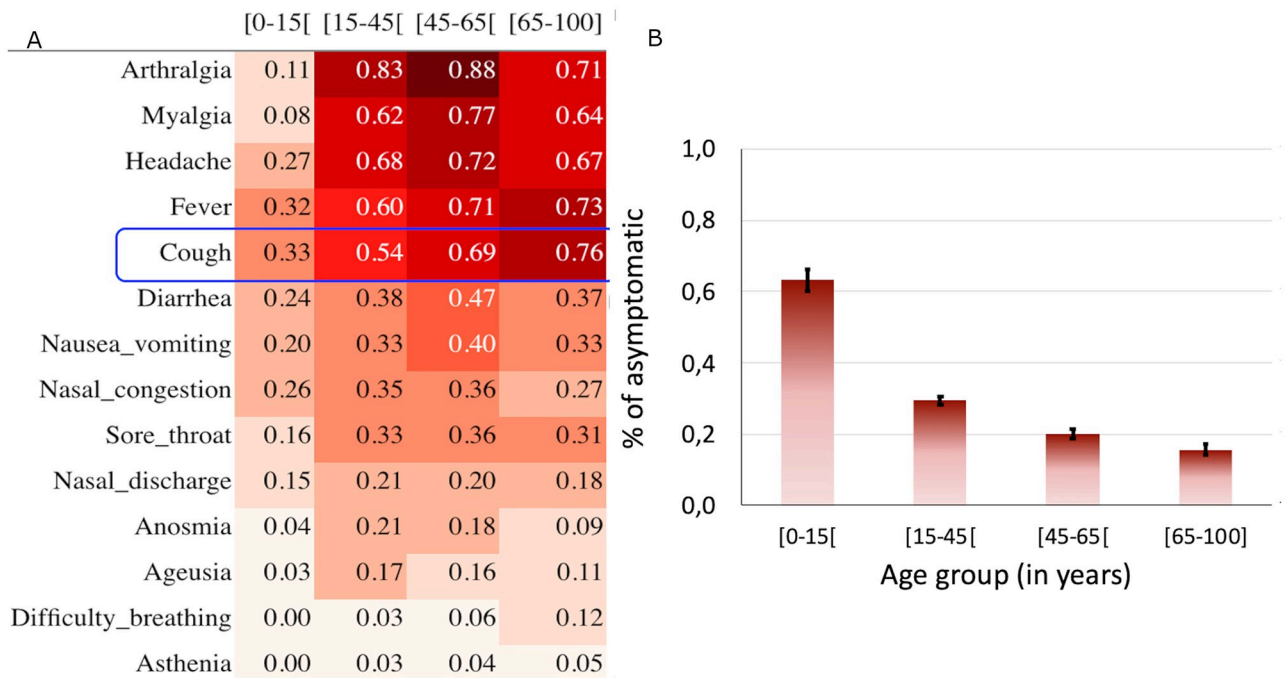 A
[0-15[ [15-45[ [45-65[ [65-100]
Arthralgia 0.11 0.83 0.88 0.71
Myalgia 0.08 0.62 0.77 0.64
Headache 0.27 0.68 0.72 0.67
Fever 0.32 0.60 0.71 0.73
Cough 0.33 0.54 0.69 0.76
Diarrhea 0.24 0.38 0.47 0.37
Nausea_vomiting 0.20 0.33 0.40 0.33
Nasal_congestion 0.26 0.35 0.36 0.27
Sore_throat 0.16 0.33 0.36 0.31
Nasal_discharge 0.15 0.21 0.20 0.18
Anosmia 0.04 0.21 0.18 0.09
Ageusia 0.03 0.17 0.16 0.11
Difficulty_breathing 0.00 0.03 0.06 0.12
Asthenia 0.00 0.03 0.04 0.05
B
% of asymptomatic
1,0
0,8
0,6
0,4
0,2
0,0
[0-15[ [15-45[ [45-65[ [65-100]
Age group (in years)